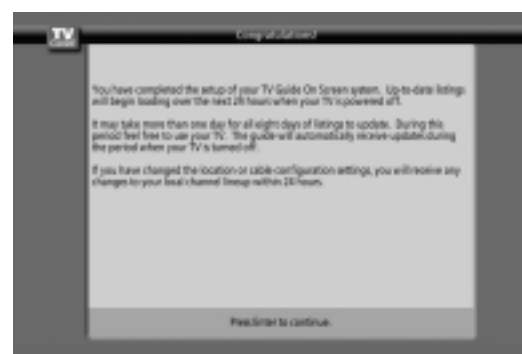 TV
GUIDE
Congratulations!
You have completed the setup of your TV Guide On Screen system. Up-to-date listings
will begin loading over the next 24 hours when your TV is powered off.
It may take more than one day for all eight days of listings to update. During this
period feel free to use your TV. The guide will automatically receive updates during
the period when your TV is turned off.
If you have changed the location or cable configuration settings, you will receive any
changes to your local channel lineup within 24 hours.
Press Enter to continue.